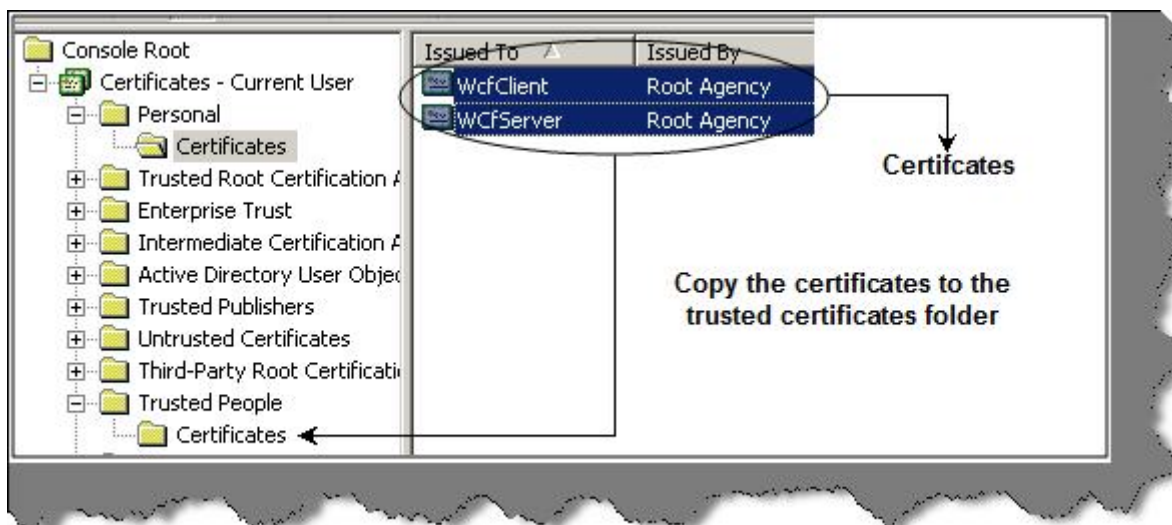 Console Root
Certificates - Current User
Personal
Certificates
Trusted Root Certification A
Enterprise Trust
Intermediate Certification A
Active Directory User Objec
Trusted Publishers
Untrusted Certificates
Third-Party Root Certificati
Trusted People
Certificates
Issued To Issued By
WcfClient Root Agency
WCfServer Root Agency
Certifcates
Copy the certificates to the
trusted certificates folder